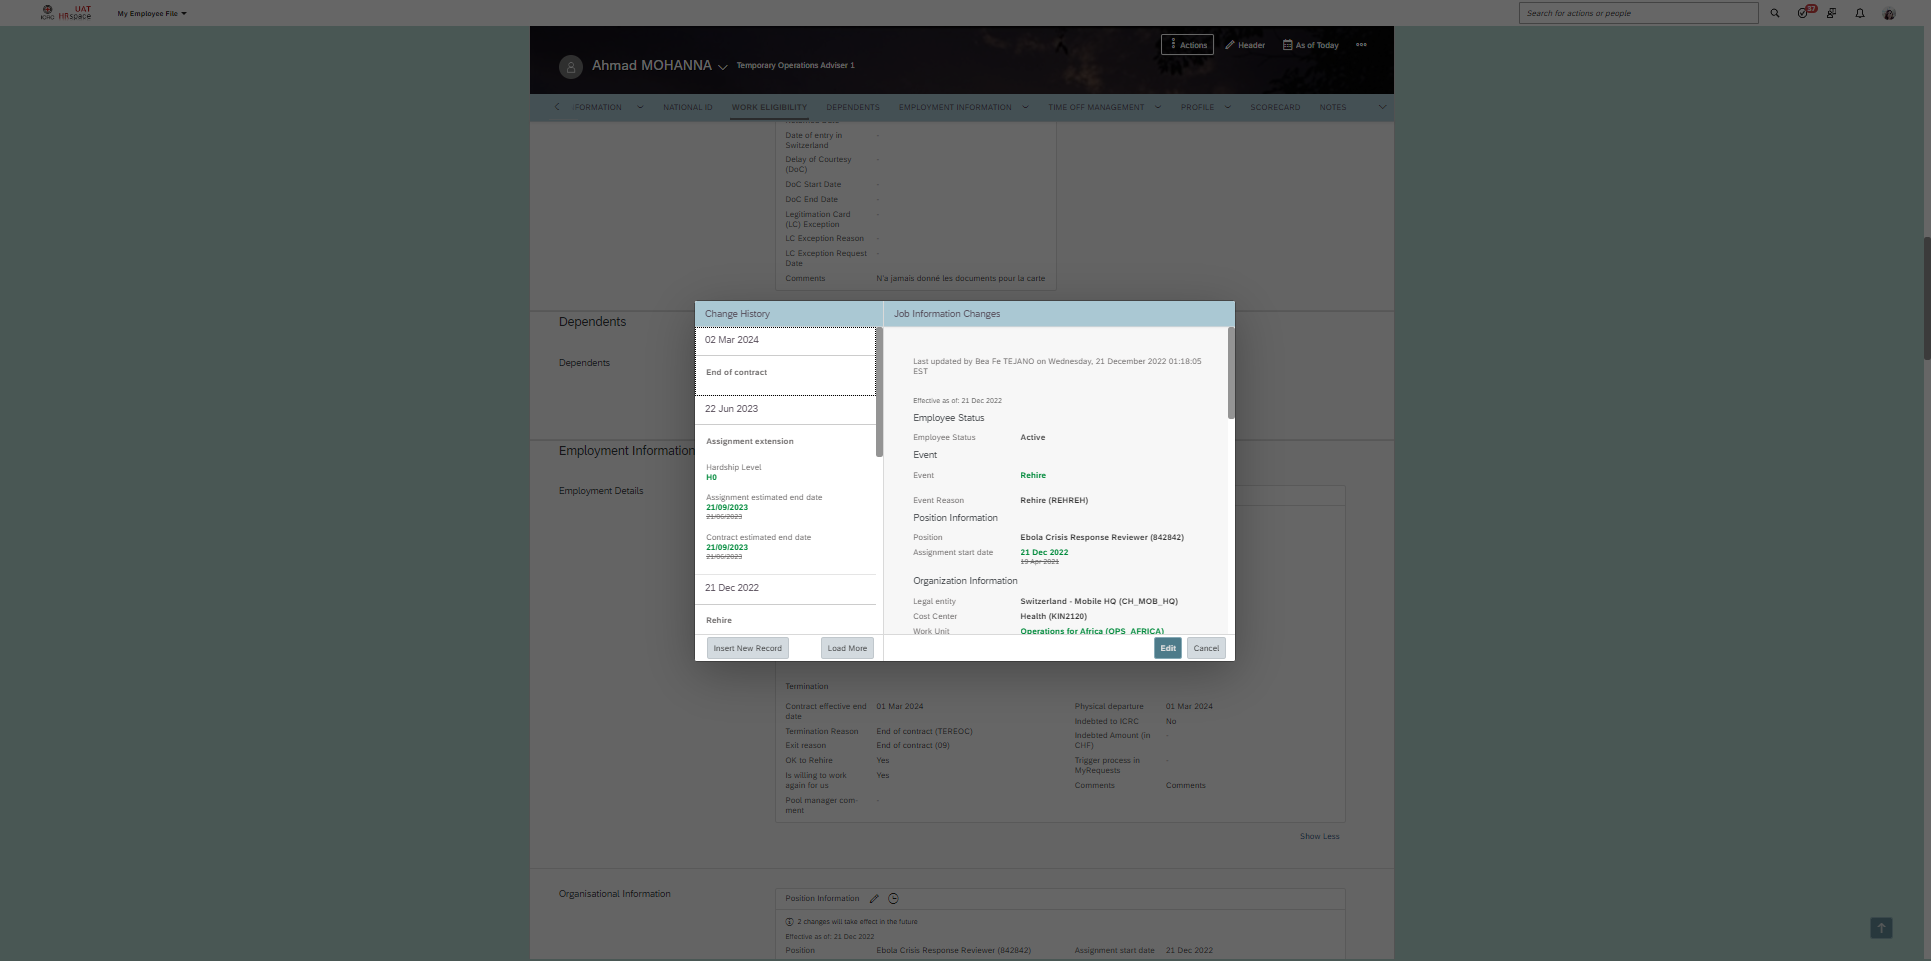 ICRC UAT HRspace
My Employee File
Search for actions or people
37
Ahmad MOHANNA
Temporary Operations Adviser 1
Actions
Header
As of Today
FORMATION
NATIONAL ID
WORK ELIGIBILITY
DEPENDENTS
EMPLOYMENT INFORMATION
TIME OFF MANAGEMENT
PROFILE
SCORECARD
NOTES
Date of entry in -
Switzerland
Delay of Courtesy -
(DoC)
DoC Start Date -
DoC End Date -
Legitimation Card -
(LC) Exception
LC Exception Reason -
LC Exception Request -
Date
Comments N'a jamais donné les documents pour la carte
Dependents
Dependents
Employment Information
Employment Details
Change History
02 Mar 2024
End of contract
22 Jun 2023
Assignment extension
Hardship Level
H0
Assignment estimated end date
21/09/2023
21/06/2023
Contract estimated end date
21/09/2023
21/06/2023
21 Dec 2022
Rehire
Insert New Record
Load More
Job Information Changes
Last updated by Bea Fe TEJANO on Wednesday, 21 December 2022 01:18:05
EST
Effective as of: 21 Dec 2022
Employee Status
Employee Status Active
Event
Event Rehire
Event Reason Rehire (REHREH)
Position Information
Position Ebola Crisis Response Reviewer (842842)
Assignment start date 21 Dec 2022
19 Apr 2021
Organization Information
Legal entity Switzerland - Mobile HQ (CH_MOB_HQ)
Cost Center Health (KIN2120)
Work Unit Operations for Africa (OPS_AFRICA)
Edit
Cancel
Termination
Contract effective end 01 Mar 2024
date
Termination Reason End of contract (TEREOC)
Exit reason End of contract (09)
OK to Rehire Yes
Is willing to work Yes
again for us
Pool manager com- -
ment
Physical departure 01 Mar 2024
Indebted to ICRC No
Indebted Amount (in -
CHF)
Trigger process in -
MyRequests
Comments Comments
Show Less
Organisational Information
Position Information
2 changes will take effect in the future
Effective as of: 21 Dec 2022
Position Ebola Crisis Response Reviewer (842842)
Assignment start date 21 Dec 2022